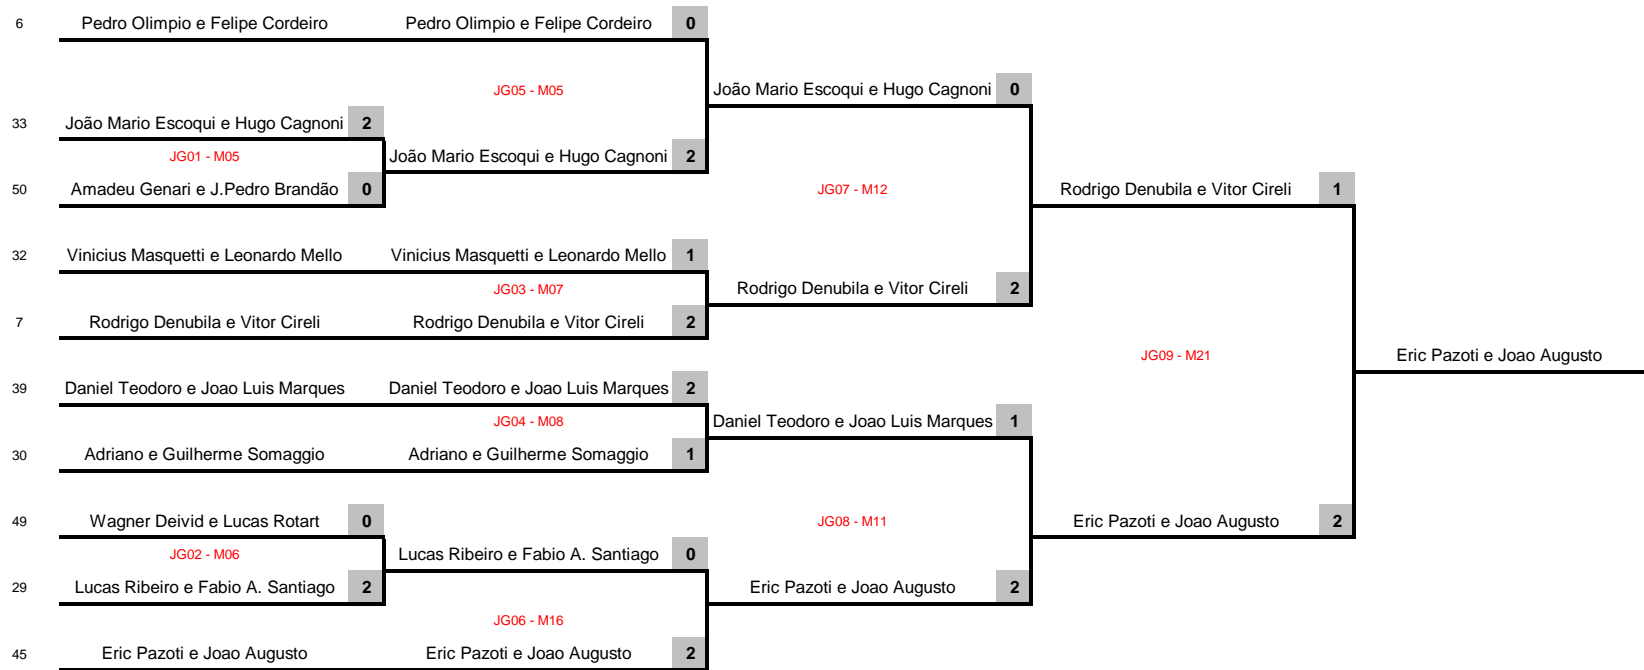 6 Pedro Olimpio e Felipe Cordeiro Pedro Olimpio e Felipe Cordeiro 0
JG05 - M05 João Mario Escoqui e Hugo Cagnoni 0
33 João Mario Escoqui e Hugo Cagnoni 2
JG01 - M05 João Mario Escoqui e Hugo Cagnoni 2
50 Amadeu Genari e J.Pedro Brandão 0 JG07 - M12 Rodrigo Denubila e Vitor Cireli 1
32 Vinicius Masquetti e Leonardo Mello Vinicius Masquetti e Leonardo Mello 1
JG03 - M07 Rodrigo Denubila e Vitor Cireli 2
7 Rodrigo Denubila e Vitor Cireli Rodrigo Denubila e Vitor Cireli 2
JG09 - M21 Eric Pazoti e Joao Augusto
39 Daniel Teodoro e Joao Luis Marques Daniel Teodoro e Joao Luis Marques 2
JG04 - M08 Daniel Teodoro e Joao Luis Marques 1
30 Adriano e Guilherme Somaggio Adriano e Guilherme Somaggio 1
49 Wagner Deivid e Lucas Rotart 0 JG08 - M11 Eric Pazoti e Joao Augusto 2
JG02 - M06 Lucas Ribeiro e Fabio A. Santiago 0
29 Lucas Ribeiro e Fabio A. Santiago 2 Eric Pazoti e Joao Augusto 2
JG06 - M16
45 Eric Pazoti e Joao Augusto Eric Pazoti e Joao Augusto 2